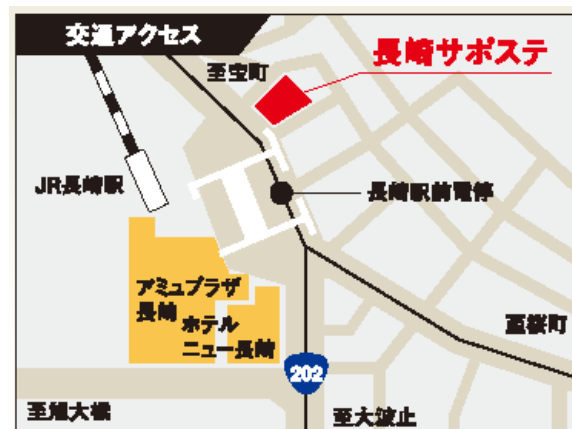 交通アクセス
長崎サポステ
至宝町
JR長崎駅
長崎駅前電停
アミュプラザ
長崎
ホテル
ニュー長崎
至桜町
202
至旭大橋
至大波止